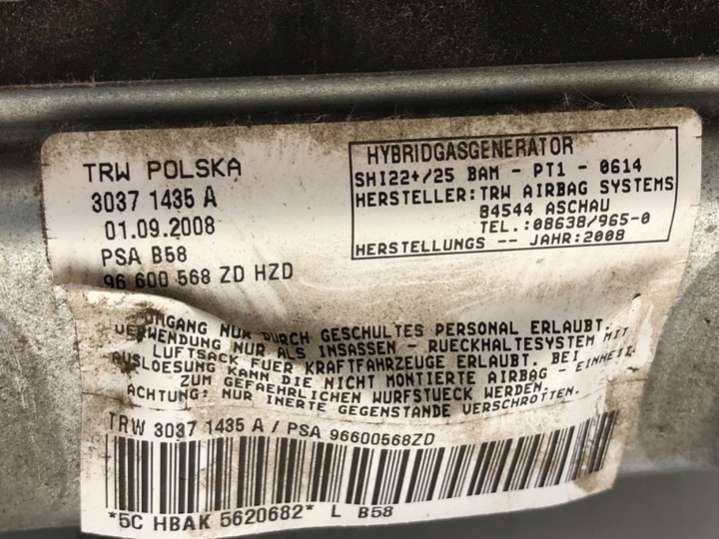 TRW POLSKA
3037 1435 A
01.09.2008
PSA B58
96 600 568 ZD HZD
HYBRIDGASGENERATOR
SHI22+/25 BAM - PT1 - 0614
HERSTELLER: TRW AIRBAG SYSTEMS
84544 ASCHAU
TEL.:08638/965-0
HERSTELLUNGS -- JAHR:2008
UMGANG NUR DURCH GESCHULTES PERSONAL ERLAUBT.
VERWENDUNG NUR ALS INSASSEN - RUECKHALTESYSTEM MIT
LUFTSACK FUER KRAFTFAHRZEUGE ERLAUBT. BEI
AUSLOESUNG KANN DIE NICHT MONTIERTE AIRBAG - EINHEIT
ZUM GEFAEHRLICHEN WURFSTUECK WERDEN.
ACHTUNG: NUR INERTE GEGENSTAENDE VERSCHROTTEN.
TRW 3037 1435 A / PSA 96600568ZD
*5C HBAK 5620682* L B58